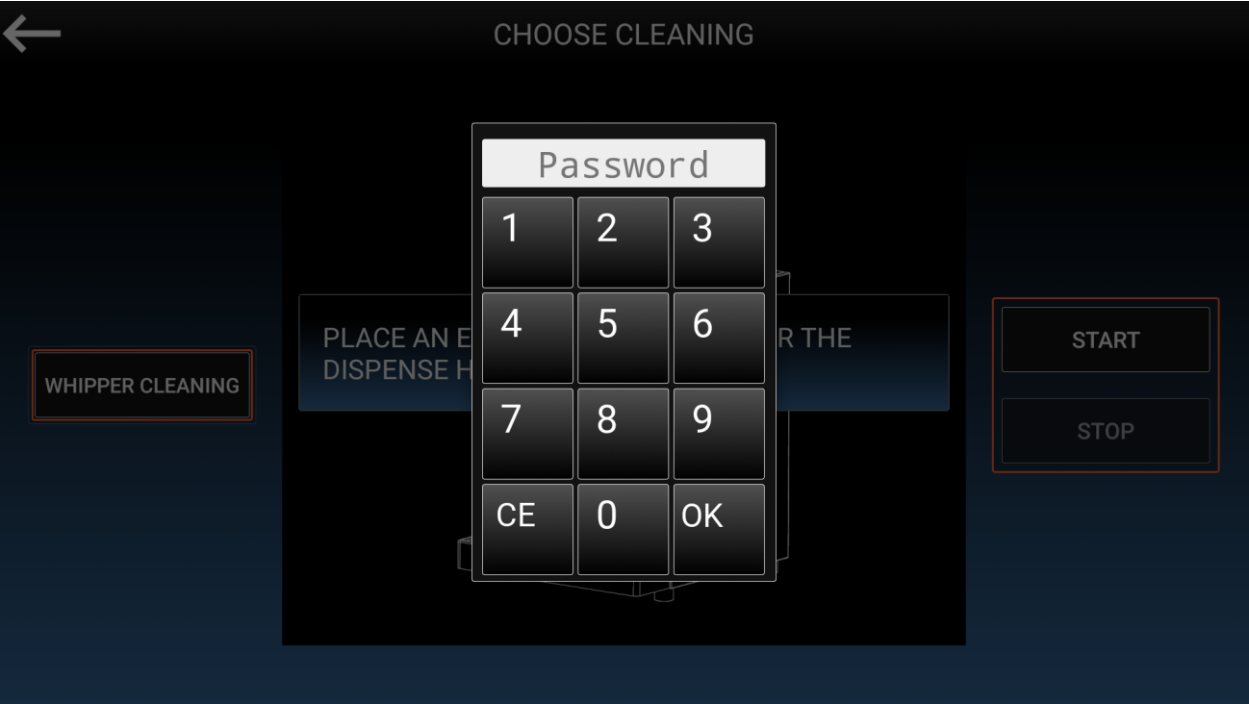 CHOOSE CLEANING
Password
1 2 3
4 5 6
7 8 9
CE 0 OK
PLACE AN E
R THE
DISPENSE H
WHIPPER CLEANING
START
STOP